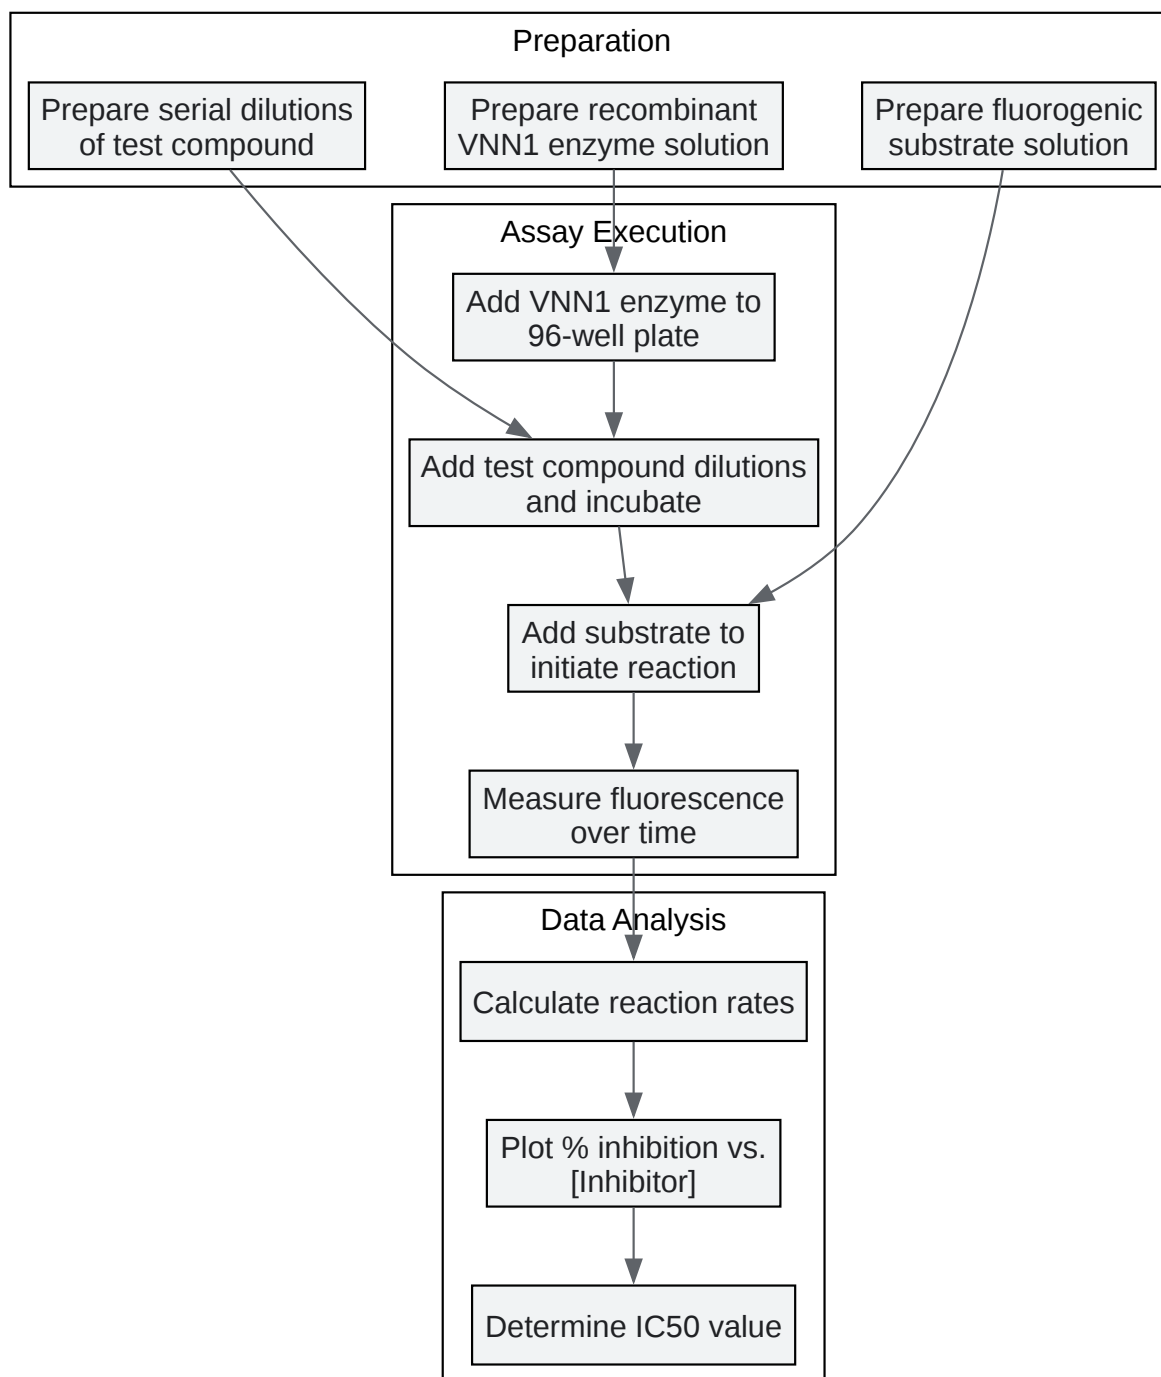 Preparation
Prepare serial dilutions
of test compound
Prepare recombinant
VNN1 enzyme solution
Prepare fluorogenic
substrate solution
Assay Execution
Add VNN1 enzyme to
96-well plate
Add test compound dilutions
and incubate
Add substrate to
initiate reaction
Measure fluorescence
over time
Data Analysis
Calculate reaction rates
Plot % inhibition vs.
[Inhibitor]
Determine IC50 value